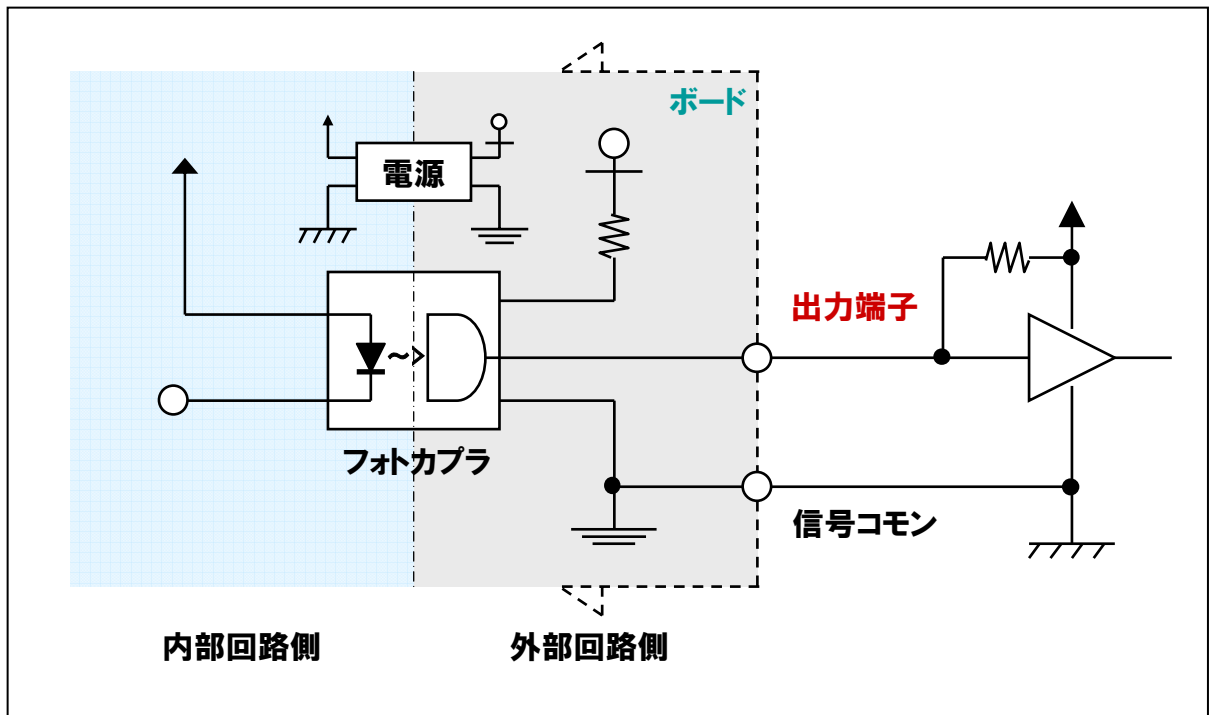 ボード
電源
出力端子
フォトカプラ
信号コモン
内部回路側
外部回路側